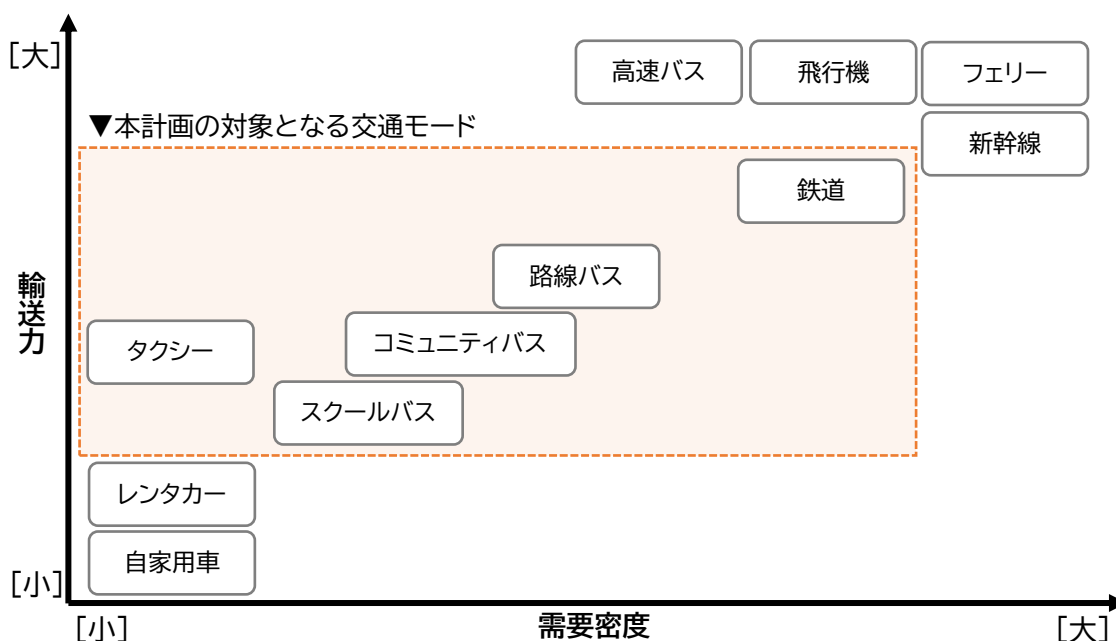 [大]
高速バス
飛行機
フェリー
▼本計画の対象となる交通モード
新幹線
鉄道
路線バス
輸送力
コミュニティバス
タクシー
スクールバス
レンタカー
自家用車
[小]
[小]
需要密度
[大]